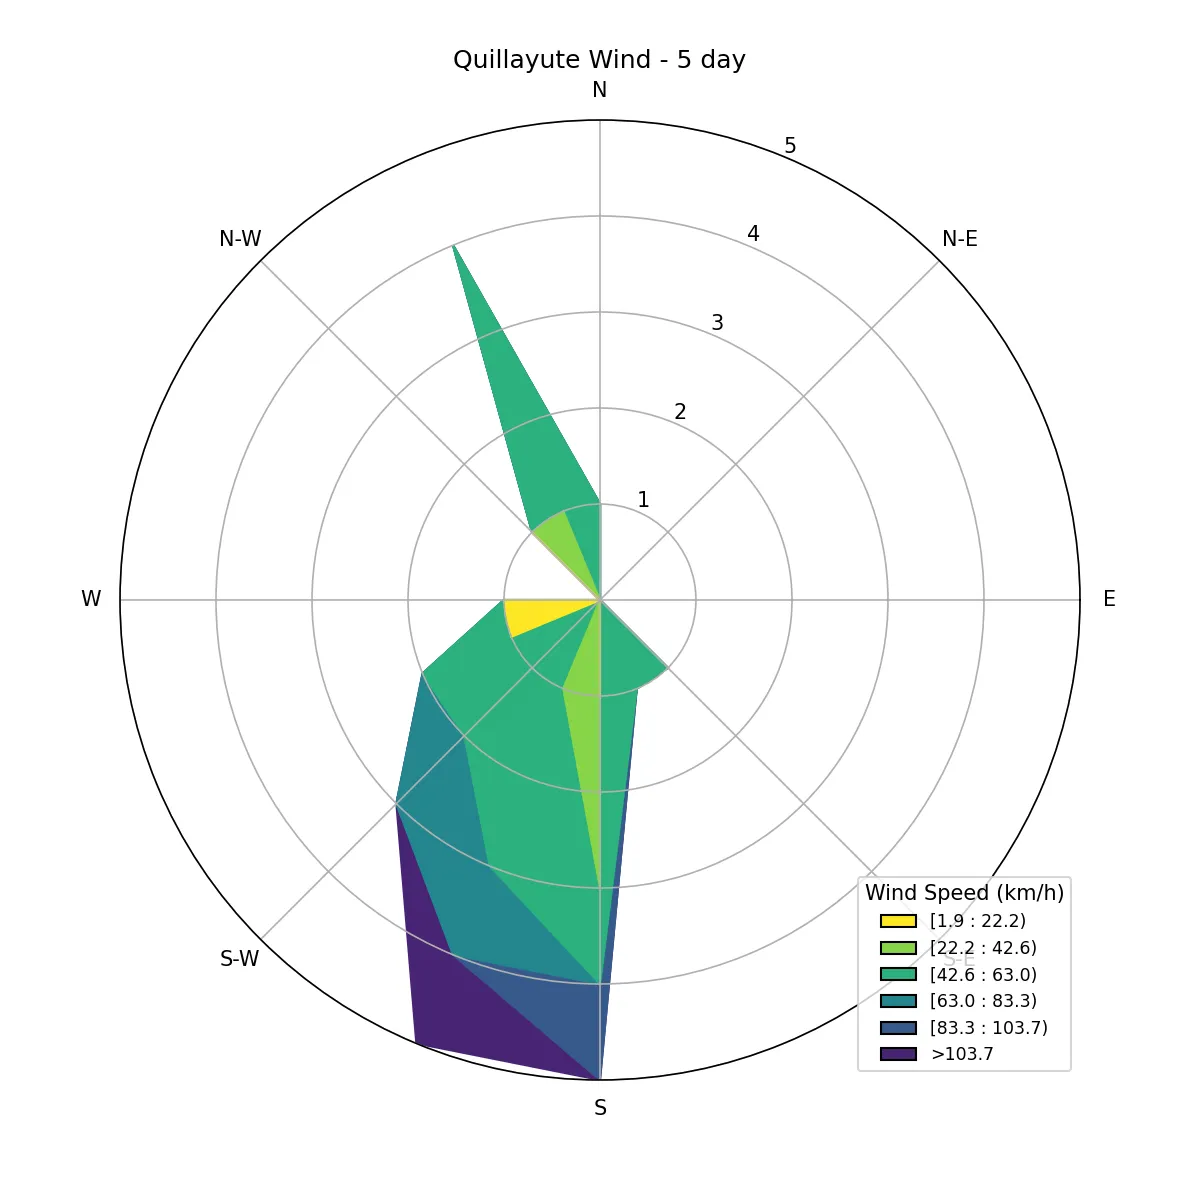 Quillayute Wind - 5 day
N
5
N-W
4
N-E
3
2
1
W
E
Wind Speed (km/h)
[1.9 : 22.2)
[22.2 : 42.6)
S-W
S-E
[42.6 : 63.0)
[63.0 : 83.3)
[83.3 : 103.7)
>103.7
S